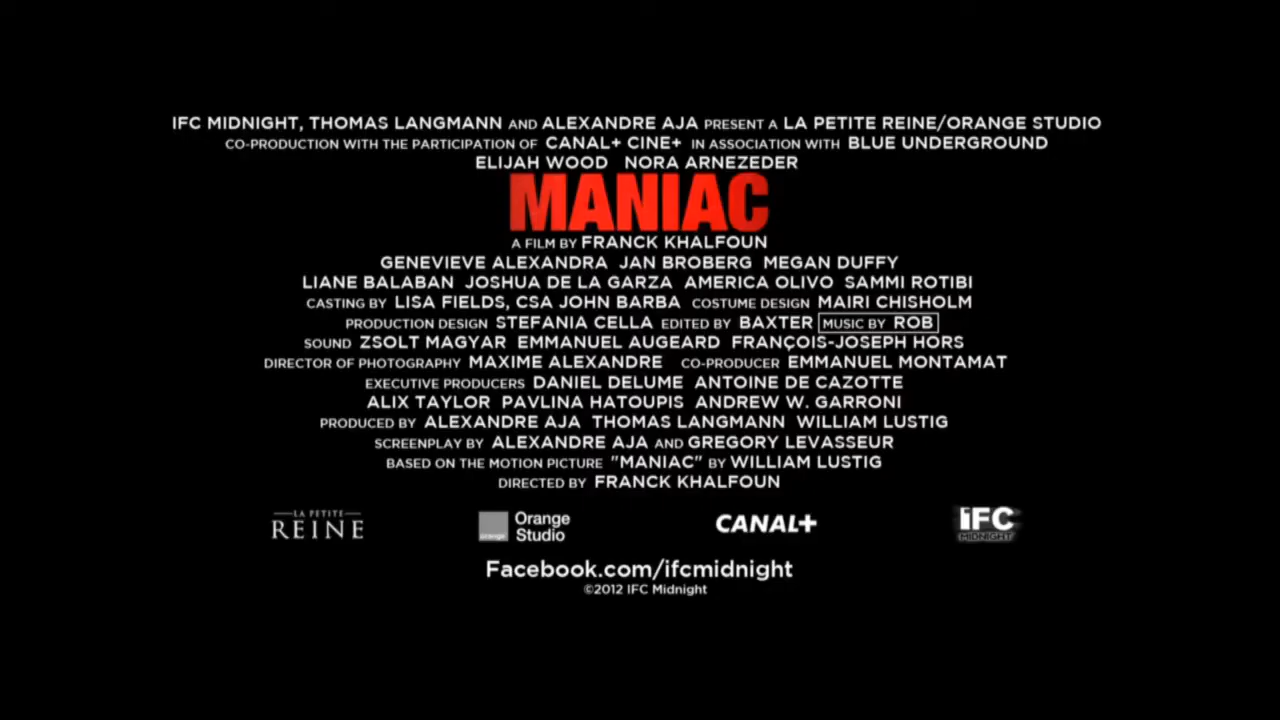 IFC MIDNIGHT, THOMAS LANGMANN AND ALEXANDRE AJA PRESENT A LA PETITE REINE/ORANGE STUDIO
CO-PRODUCTION WITH THE PARTICIPATION OF CANAL+ CINE+ IN ASSOCIATION WITH BLUE UNDERGROUND
ELIJAH WOOD NORA ARNEZEDER
MANIAC
A FILM BY FRANCK KHALFOUN
GENEVIEVE ALEXANDRA JAN BROBERG MEGAN DUFFY
LIANE BALABAN JOSHUA DE LA GARZA AMERICA OLIVO SAMMI ROTIBI
CASTING BY LISA FIELDS, CSA JOHN BARBA COSTUME DESIGN MAIRI CHISHOLM
PRODUCTION DESIGN STEFANIA CELLA EDITED BY BAXTER MUSIC BY ROB
SOUND ZSOLT MAGYAR EMMANUEL AUGEARD FRANÇOIS-JOSEPH HORS
DIRECTOR OF PHOTOGRAPHY MAXIME ALEXANDRE CO-PRODUCER EMMANUEL MONTAMAT
EXECUTIVE PRODUCERS DANIEL DELUME ANTOINE DE CAZOTTE
ALIX TAYLOR PAVLINA HATOUPIS ANDREW W. GARRONI
PRODUCED BY ALEXANDRE AJA THOMAS LANGMANN WILLIAM LUSTIG
SCREENPLAY BY ALEXANDRE AJA AND GREGORY LEVASSEUR
BASED ON THE MOTION PICTURE "MANIAC" BY WILLIAM LUSTIG
DIRECTED BY FRANCK KHALFOUN
LA PETITE
REINE
orange
Orange
Studio
CANAL+
IFC
MIDNIGHT
Facebook.com/ifcmidnight
©2012 IFC Midnight